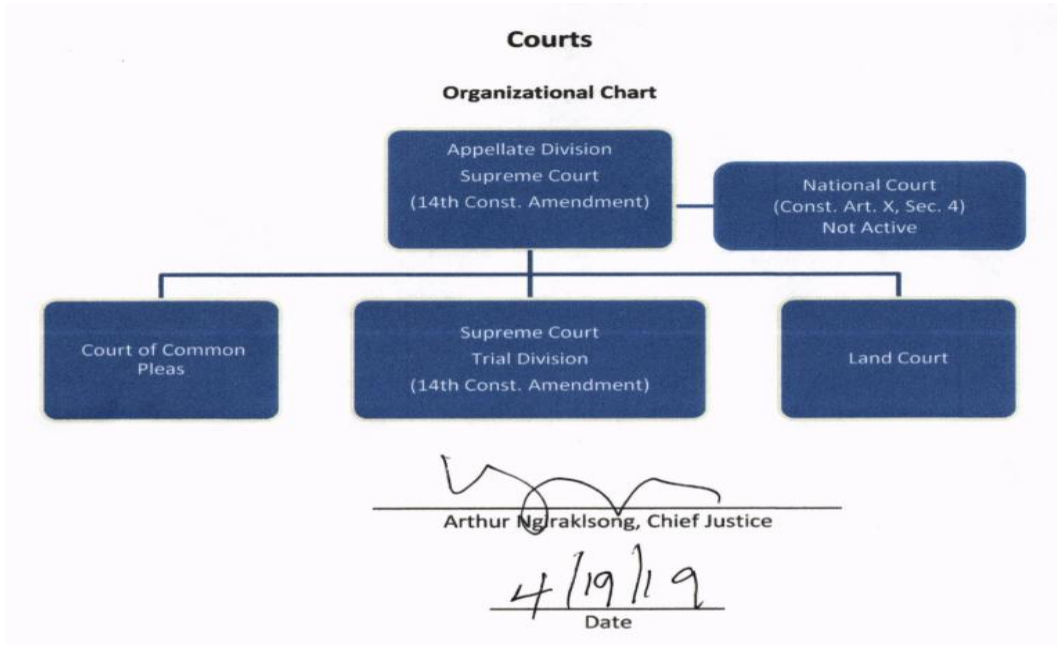 Courts
Organizational Chart
Appellate Division
Supreme Court
(14th Const. Amendment)
National Court
(Const. Art. X, Sec. 4)
Not Active
Court of Common
Pleas
Supreme Court
Trial Division
(14th Const. Amendment)
Land Court
Arthur Ngiraklsong, Chief Justice
4/19/19
Date